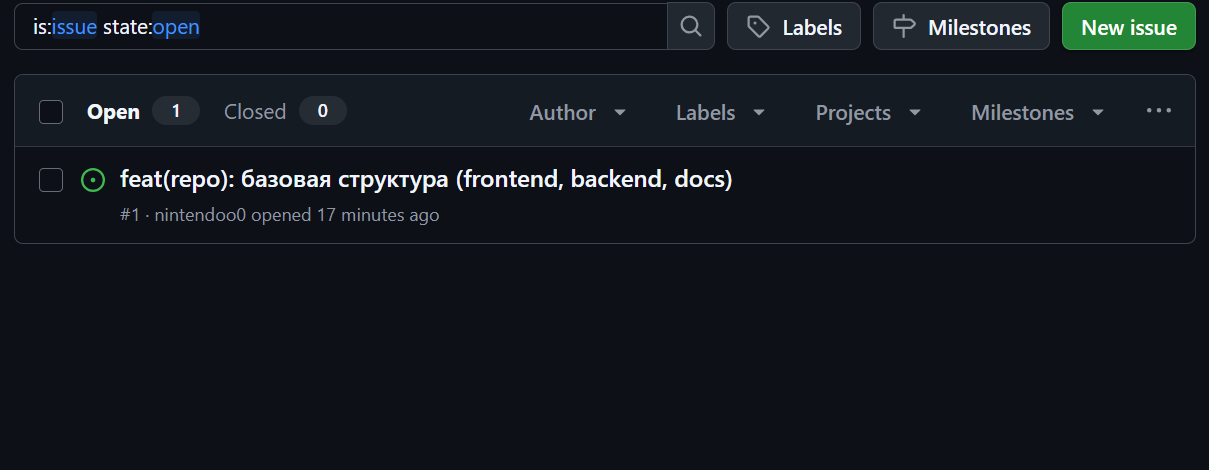 is:issue state:open
Labels
Milestones
New issue
Open 1 Closed 0 Author Labels Projects Milestones
feat(repo): базовая структура (frontend, backend, docs)
#1 · nintendoo0 opened 17 minutes ago